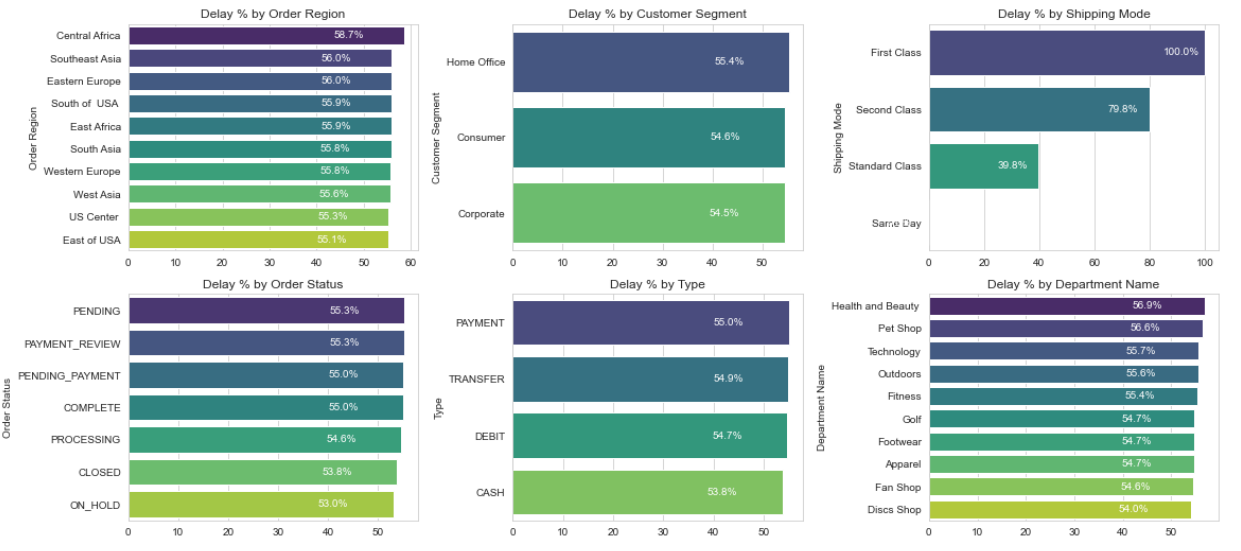 Delay % by Order Region
Order Region
Central Africa 58.7%
Southeast Asia 56.0%
Eastern Europe 56.0%
South of USA 55.9%
East Africa 55.9%
South Asia 55.8%
Western Europe 55.8%
West Asia 55.6%
US Center 55.3%
East of USA 55.1%
0 10 20 30 40 50 60
Delay % by Customer Segment
Customer Segment
Home Office 55.4%
Consumer 54.6%
Corporate 54.5%
0 10 20 30 40 50
Delay % by Shipping Mode
Shipping Mode
First Class 100.0%
Second Class 79.8%
Standard Class 39.8%
Same Day
0 20 40 60 80 100
Delay % by Order Status
Order Status
PENDING 55.3%
PAYMENT_REVIEW 55.3%
PENDING_PAYMENT 55.0%
COMPLETE 55.0%
PROCESSING 54.6%
CLOSED 53.8%
ON_HOLD 53.0%
0 10 20 30 40 50
Delay % by Type
Type
PAYMENT 55.0%
TRANSFER 54.9%
DEBIT 54.7%
CASH 53.8%
0 10 20 30 40 50
Delay % by Department Name
Department Name
Health and Beauty 56.9%
Pet Shop 56.6%
Technology 55.7%
Outdoors 55.6%
Fitness 55.4%
Golf 54.7%
Footwear 54.7%
Apparel 54.7%
Fan Shop 54.6%
Discs Shop 54.0%
0 10 20 30 40 50